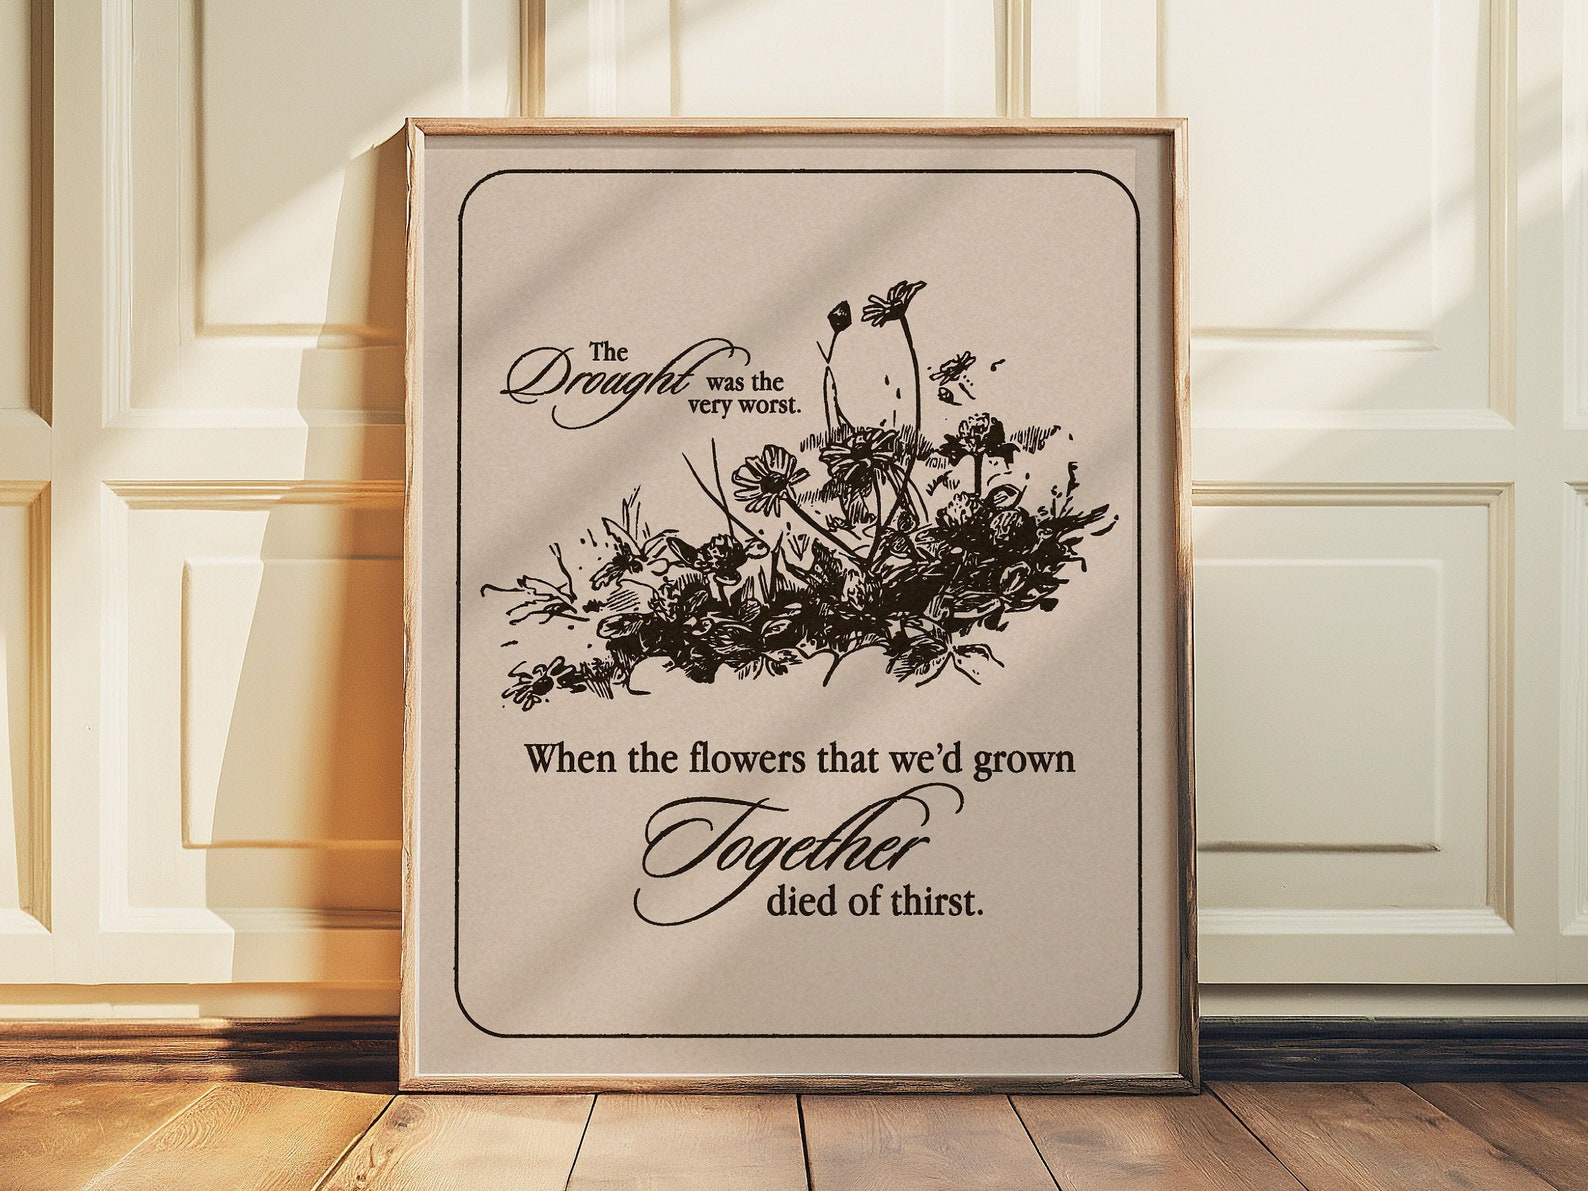 The
Drought was the
very worst.
When the flowers that we'd grown
Together
died of thirst.